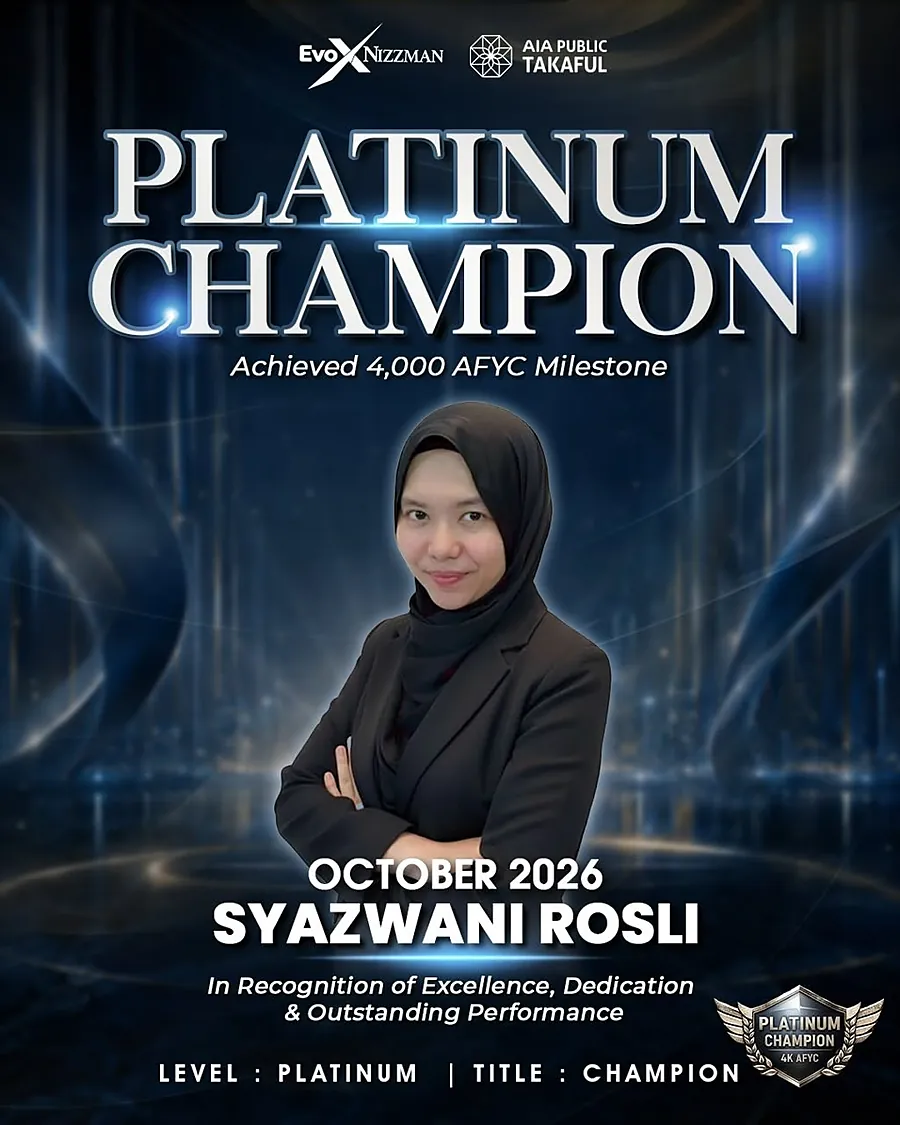 EvoXNIZZMAN
AIA PUBLIC
TAKAFUL
PLATINUM
CHAMPION
Achieved 4,000 AFYC Milestone
OCTOBER 2026
SYAZWANI ROSLI
In Recognition of Excellence, Dedication
& Outstanding Performance
PLATINUM
CHAMPION
4K AFYC
LEVEL : PLATINUM | TITLE : CHAMPION